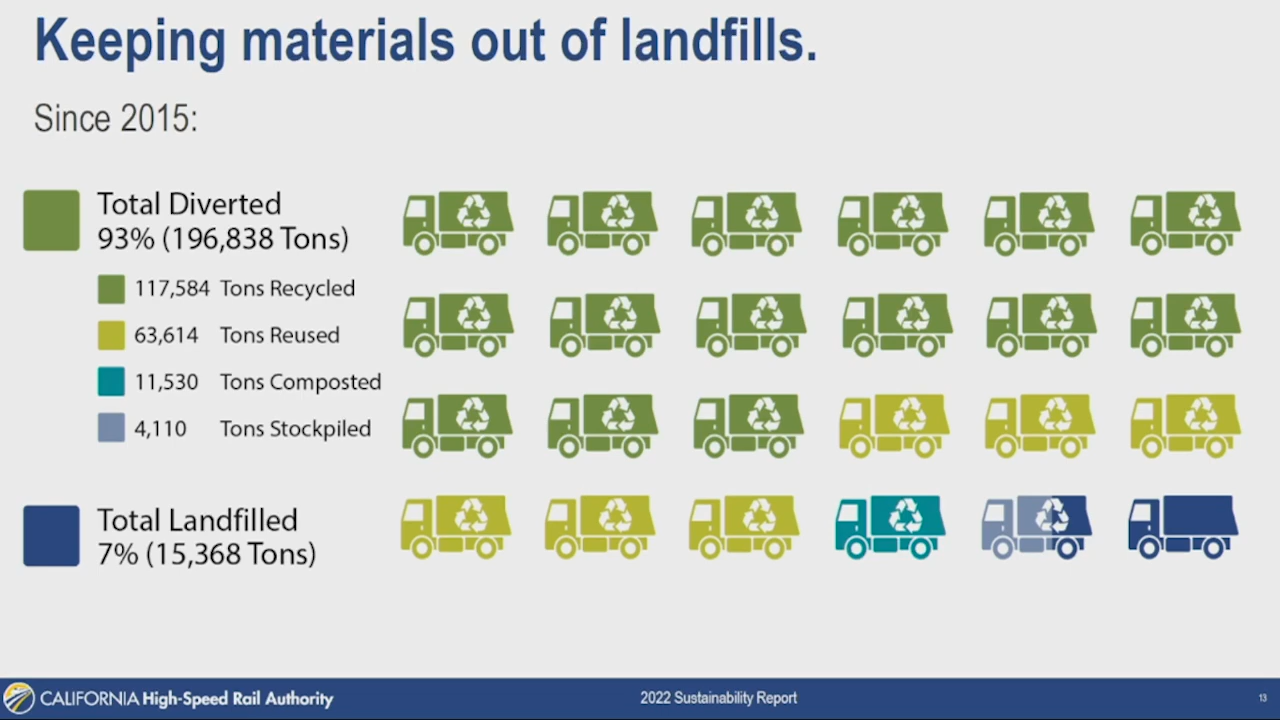 Keeping materials out of landfills.
Since 2015:
Total Diverted
93% (196,838 Tons)
117,584 Tons Recycled
63,614 Tons Reused
11,530 Tons Composted
4,110 Tons Stockpiled
Total Landfilled
7% (15,368 Tons)
CALIFORNIA High-Speed Rail Authority
2022 Sustainability Report
13